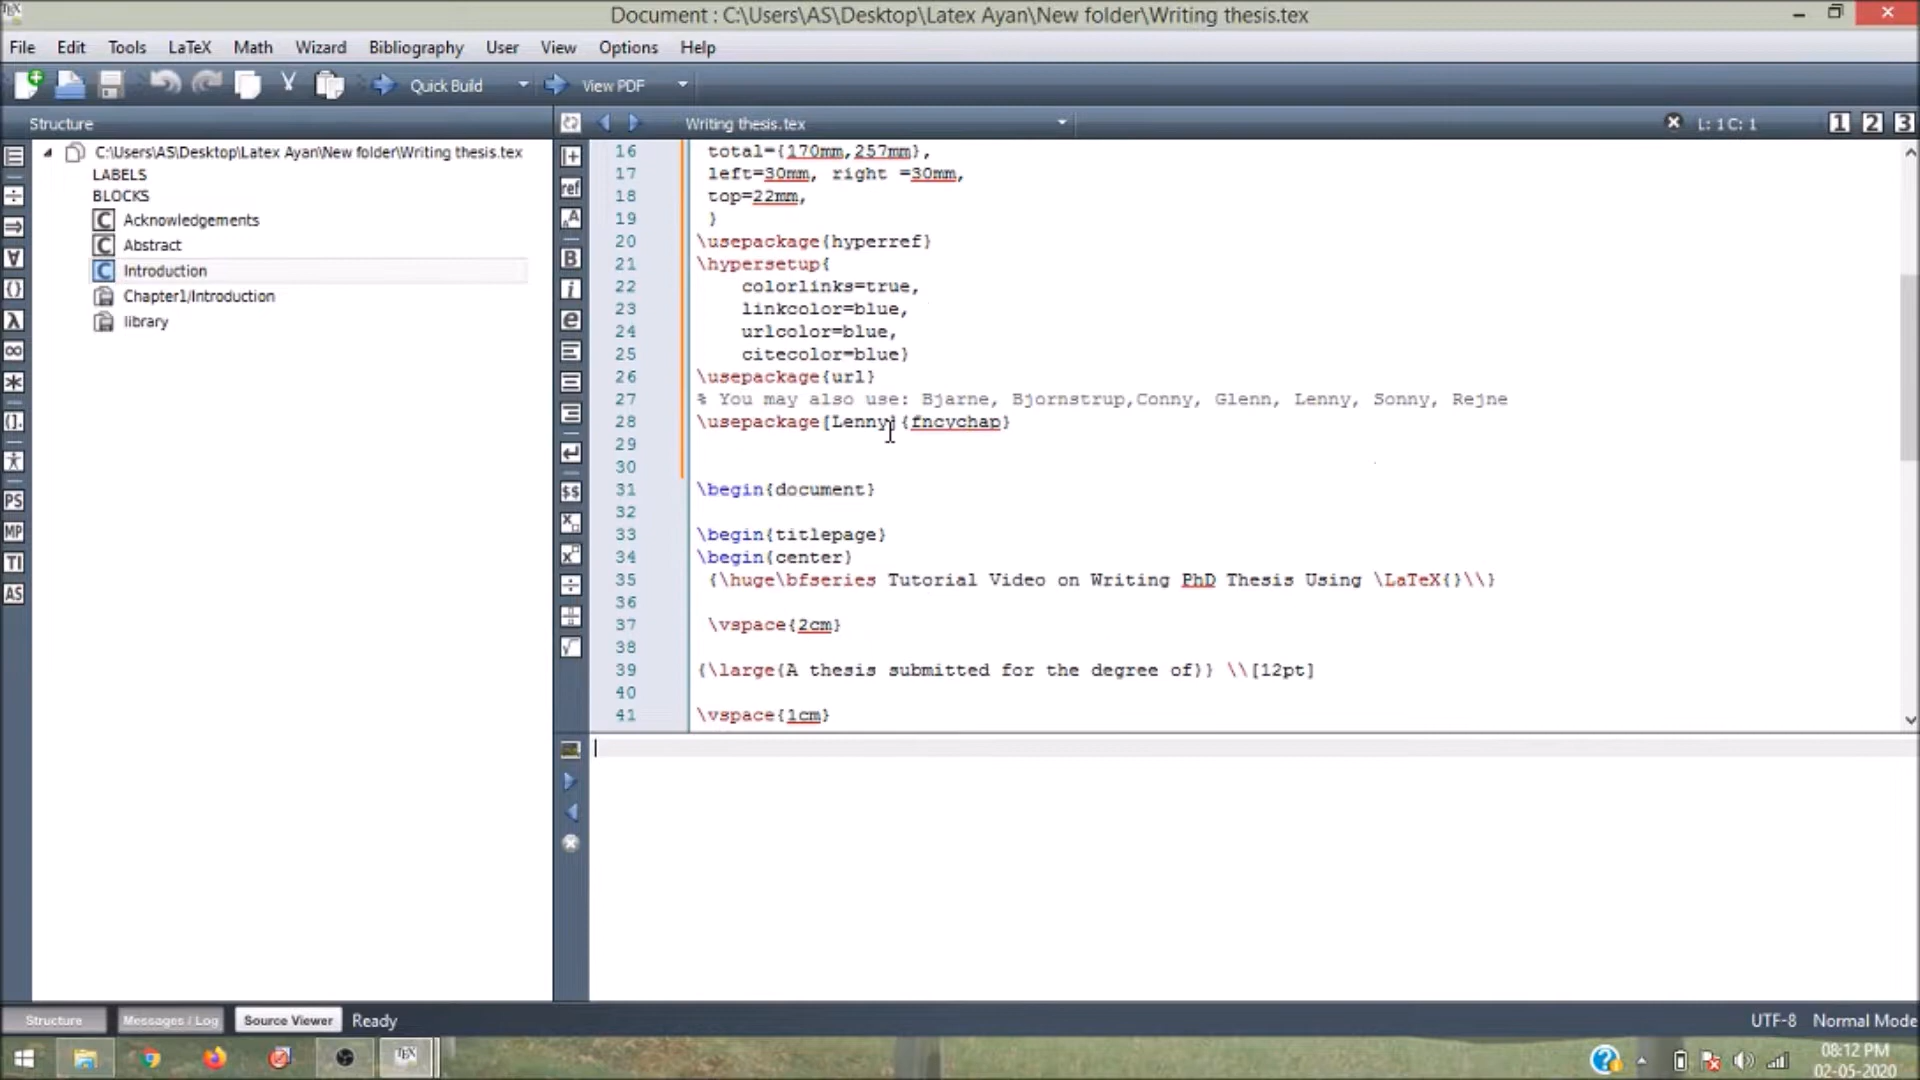 Document : C:\Users\AS\Desktop\Latex Ayan\New folder\Writing thesis.tex
File Edit Tools LaTeX Math Wizard Bibliography User View Options Help
Quick Build View PDF
Structure Writing thesis.tex L: 1 C: 1 1 2 3
C:\Users\AS\Desktop\Latex Ayan\New folder\Writing thesis.tex
LABELS
BLOCKS
C Acknowledgements
C Abstract
C Introduction
Chapter1/Introduction
library
PS
MP
TI
AS
ref
A
B
i
e
$$
16 total={170mm,257mm},
17 left=30mm, right =30mm,
18 top=22mm,
19 }
20 \usepackage{hyperref}
21 \hypersetup{
22 colorlinks=true,
23 linkcolor=blue,
24 urlcolor=blue,
25 citecolor=blue}
26 \usepackage{url}
27 % You may also use: Bjarne, Bjornstrup,Conny, Glenn, Lenny, Sonny, Rejne
28 \usepackage[Lenny]{fncychap}
29
30
31 \begin{document}
32
33 \begin{titlepage}
34 \begin{center}
35 {\huge\bfseries Tutorial Video on Writing PhD Thesis Using \LaTeX{}\\}
36
37 \vspace{2cm}
38
39 {\large{A thesis submitted for the degree of}} \\[12pt]
40
41 \vspace{1cm}
Structure Messages / Log Source Viewer Ready UTF-8 Normal Mode
08:12 PM
02-05-2020